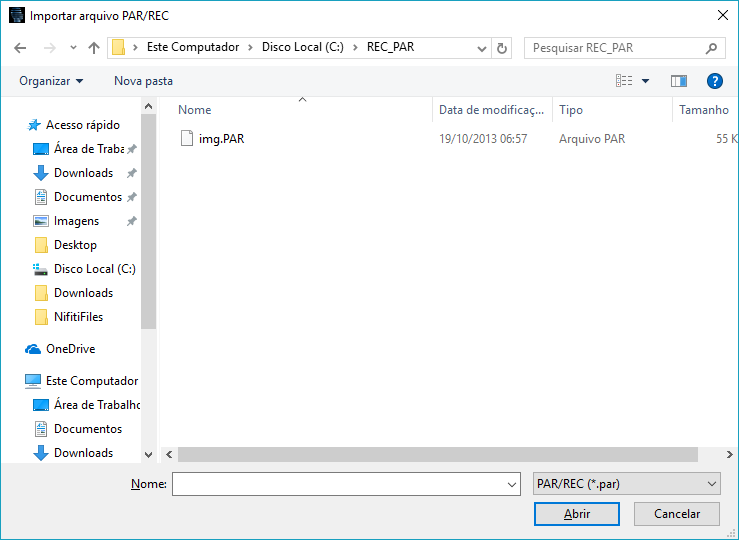 Importar arquivo PAR/REC
Este Computador > Disco Local (C:) > REC_PAR
Pesquisar REC_PAR
Organizar
Nova pasta
?
Nome
Data de modificaç...
Tipo
Tamanho
img.PAR
19/10/2013 06:57
Arquivo PAR
55 K
Acesso rápido
Área de Traba
Downloads
Documentos
Imagens
Desktop
Disco Local (C:)
Downloads
NifitiFiles
OneDrive
Este Computador
Área de Trabalho
Documentos
Downloads
Nome:
PAR/REC (*.par)
Abrir
Cancelar